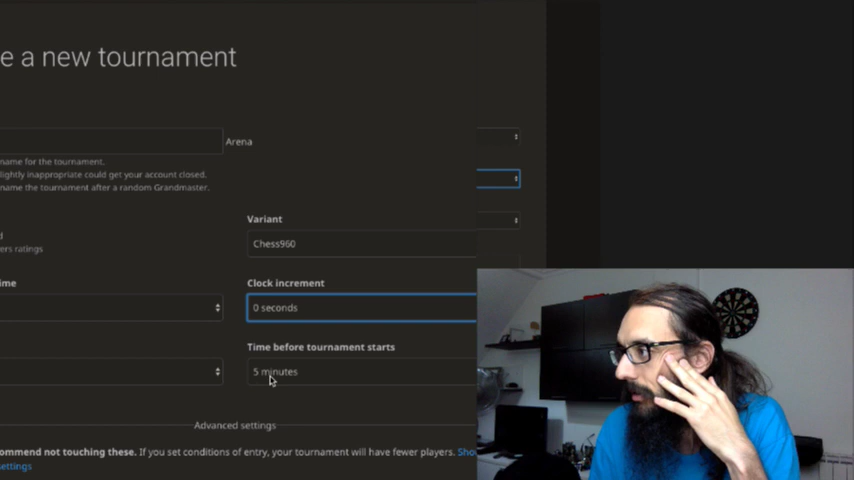 e a new tournament
Arena
name for the tournament.
lightly inappropriate could get your account closed.
name the tournament after a random Grandmaster.
Variant
d
Chess960
ers ratings
ime
Clock increment
0 seconds
Time before tournament starts
5 minutes
Advanced settings
ommend not touching these. If you set conditions of entry, your tournament will have fewer players. Sho
settings